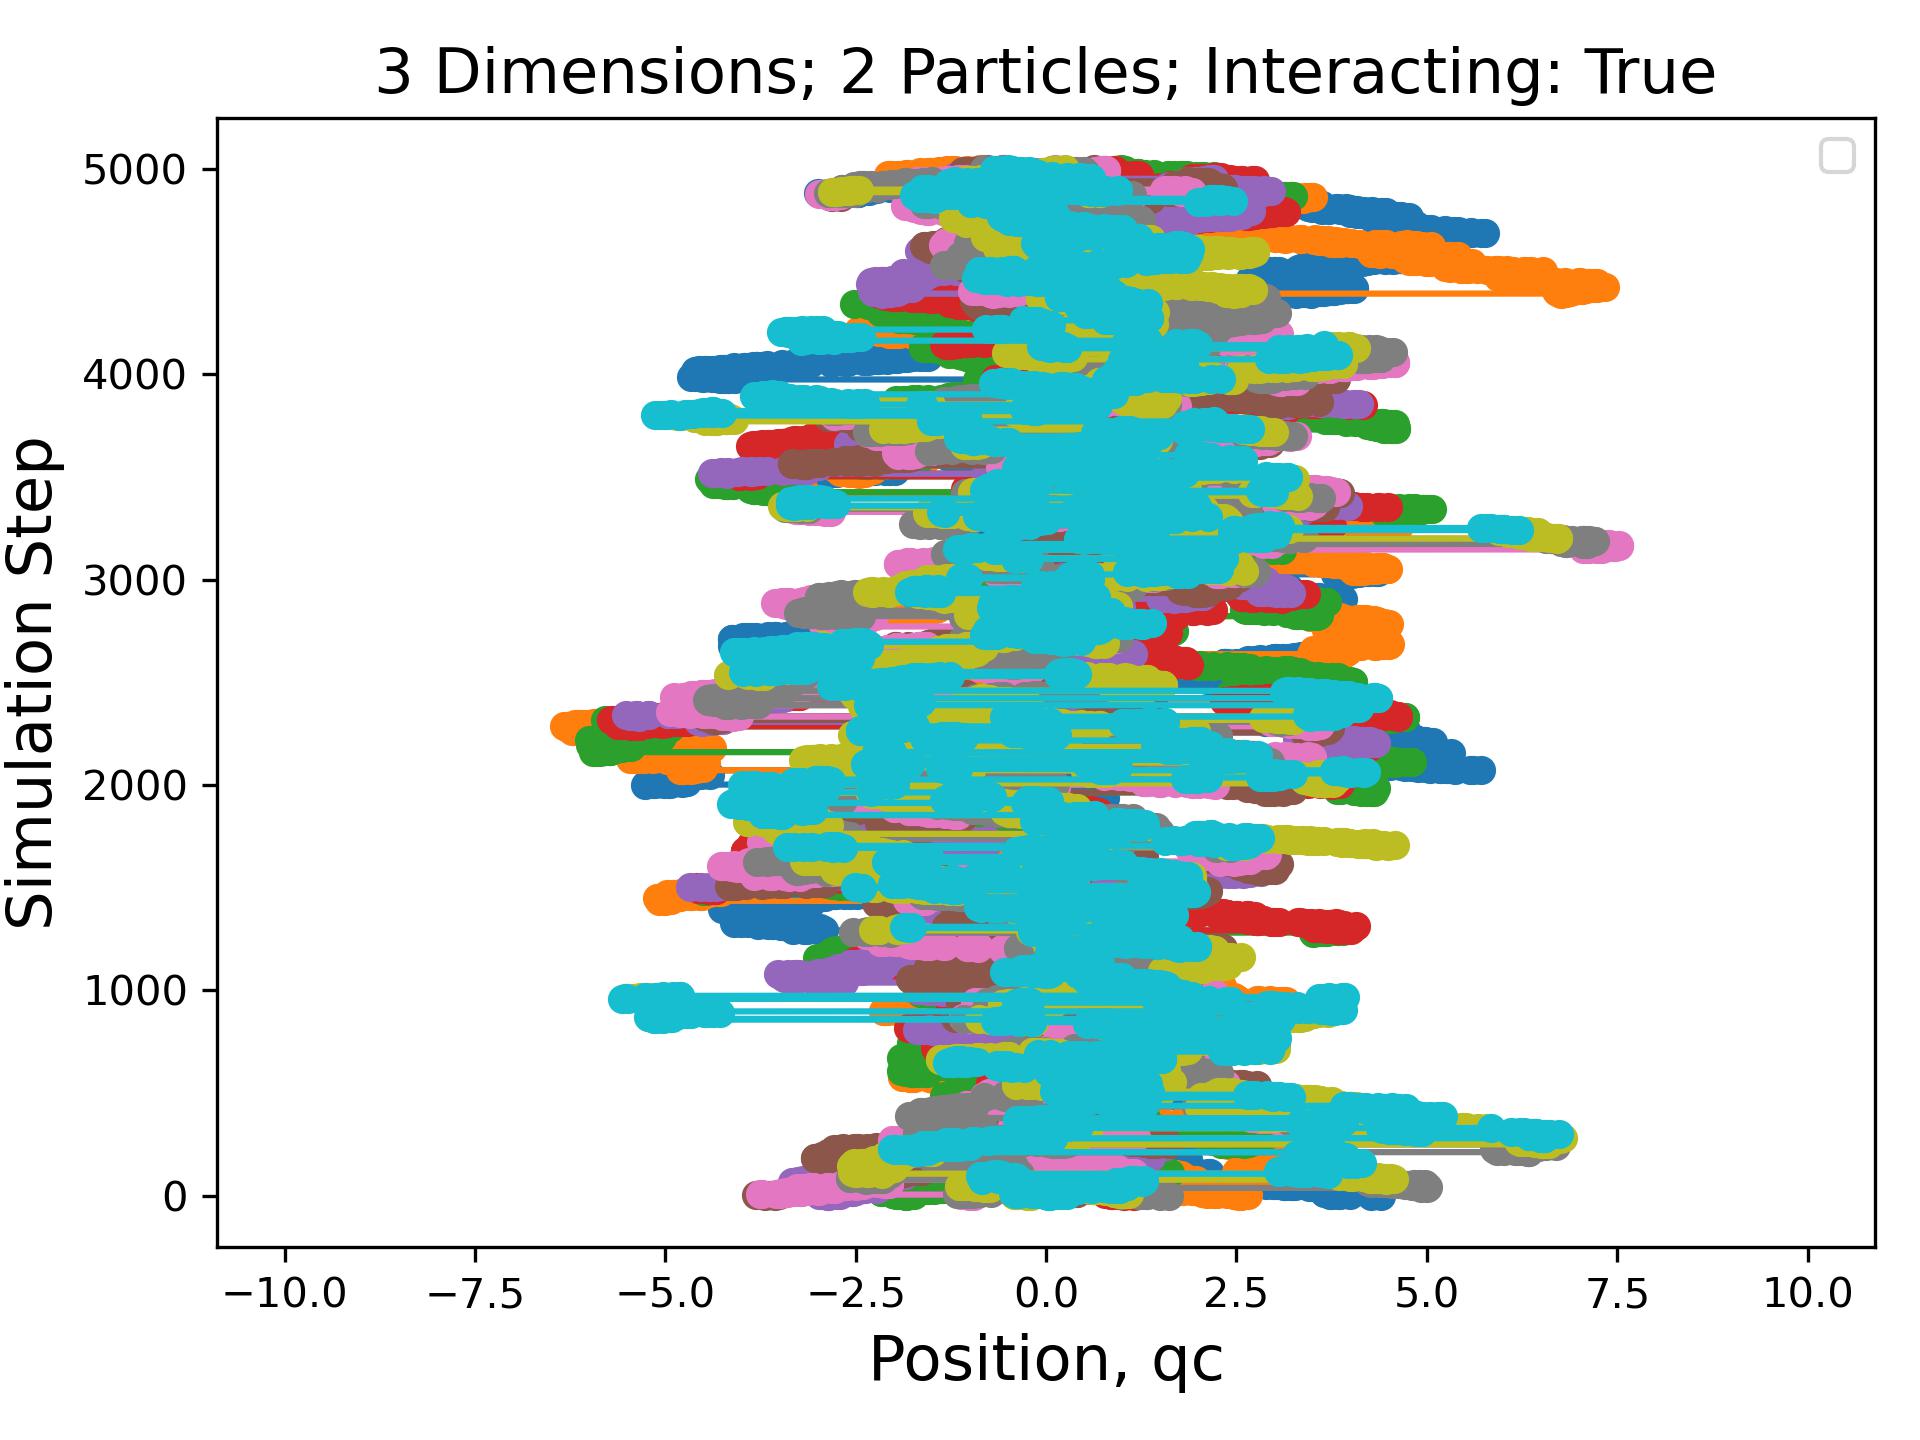 3 Dimensions; 2 Particles; Interacting: True
5000
4000
3000
2000
1000
0
Simulation Step
−10.0 −7.5 −5.0 −2.5 0.0 2.5 5.0 7.5 10.0
Position, qc